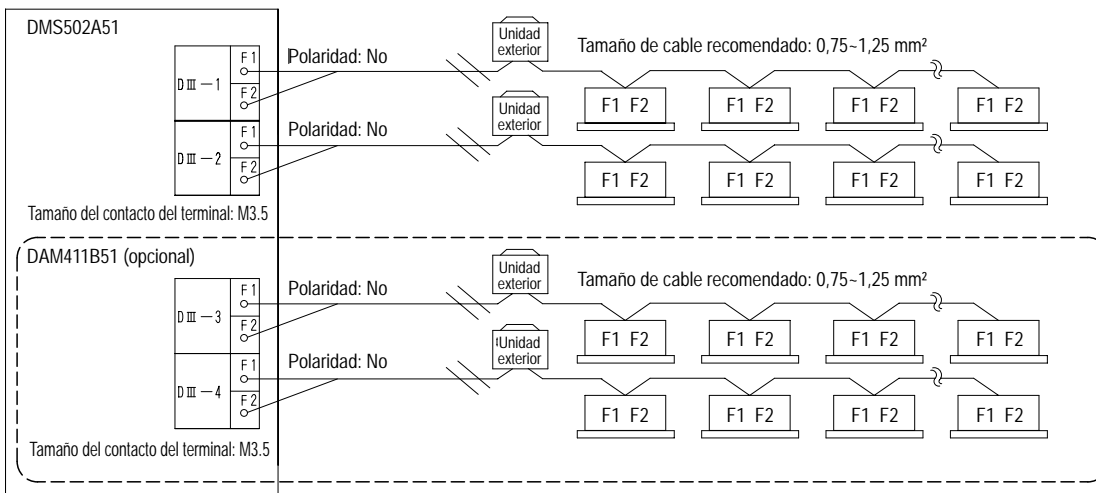 DMS502A51
Unidad
exterior
Tamaño de cable recomendado: 0,75~1,25 mm²
DⅢ-1
F1
F2
Polaridad: No
F1 F2
F1 F2
F1 F2
F1 F2
Unidad
exterior
DⅢ-2
F1
F2
Polaridad: No
F1 F2
F1 F2
F1 F2
F1 F2
Tamaño del contacto del terminal: M3.5
DAM411B51 (opcional)
Unidad
exterior
Tamaño de cable recomendado: 0,75~1,25 mm²
DⅢ-3
F1
F2
Polaridad: No
F1 F2
F1 F2
F1 F2
F1 F2
Unidad
exterior
DⅢ-4
F1
F2
Polaridad: No
F1 F2
F1 F2
F1 F2
F1 F2
Tamaño del contacto del terminal: M3.5